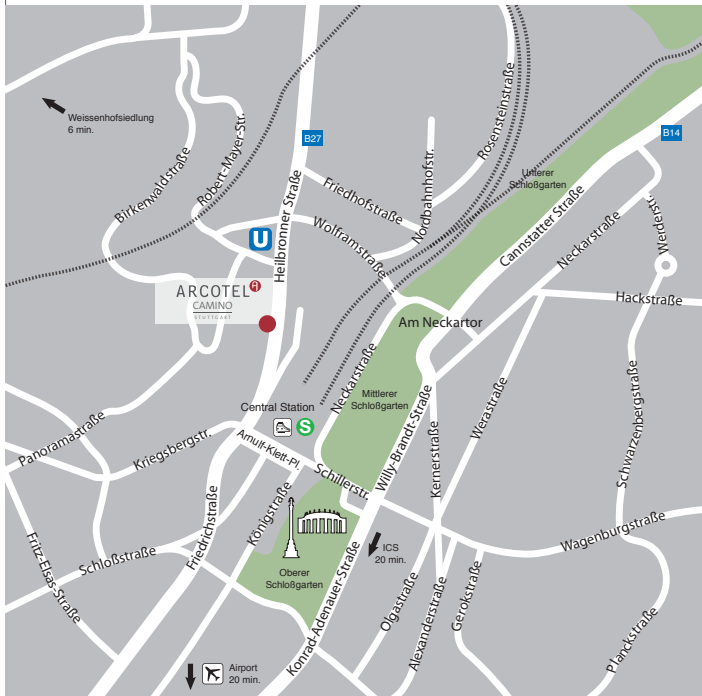 Weissenhofsiedlung
6 min.
B27
B14
Birkenwaldstraße
Robert-Mayer-Str.
Heilbronner Straße
Friedhofstraße
Nordbahnhofstr.
Rosensteinstraße
Unterer
Schloßgarten
Cannstatter Straße
Neckarstraße
Werderstr.
U
Wolframstraße
ARCOTEL
CAMINO
STUTTGART
Hackstraße
Am Neckartor
Neckarstraße
Mittlerer
Schloßgarten
Central Station
S
Willy-Brandt-Straße
Kernerstraße
Werastraße
Schwarzenbergstraße
Panoramastraße
Kriegsbergstr.
Arnult-Klett-Pl.
Schillerstr.
Königstraße
Friedrichstraße
Fritz-Elsas-Straße
Schloßstraße
Oberer
Schloßgarten
ICS
20 min.
Wagenburgstraße
Konrad-Adenauer-Straße
Olgastraße
Alexanderstraße
Gerokstraße
Planckstraße
Airport
20 min.